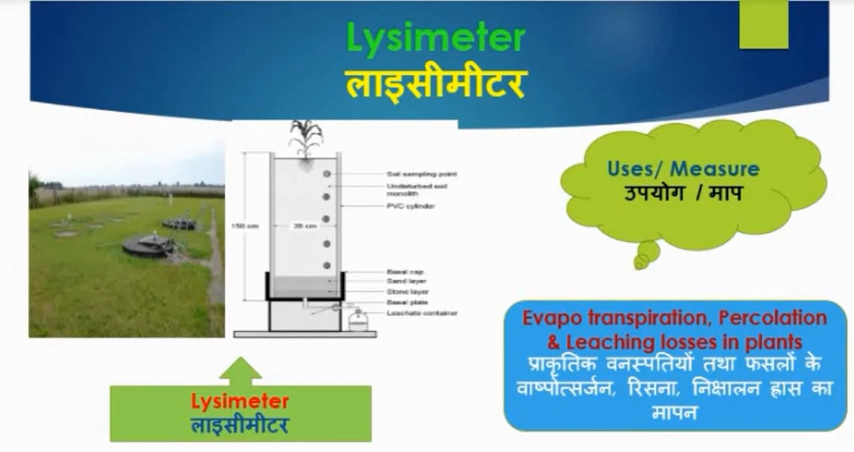 Lysimeter
लाइसीमीटर
Uses/ Measure
उपयोग / माप
Soil sampling point
Undisturbed soil
monolith
PVC cylinder
150 cm
35 cm
Basal cap
Sand layer
Stone layer
Basal plate
Leachate container
Evapo transpiration, Percolation
& Leaching losses in plants
प्राकृतिक वनस्पतियों तथा फसलों के
वाष्पोत्सर्जन, रिसना, निक्षालन ह्रास का
मापन
Lysimeter
लाइसीमीटर